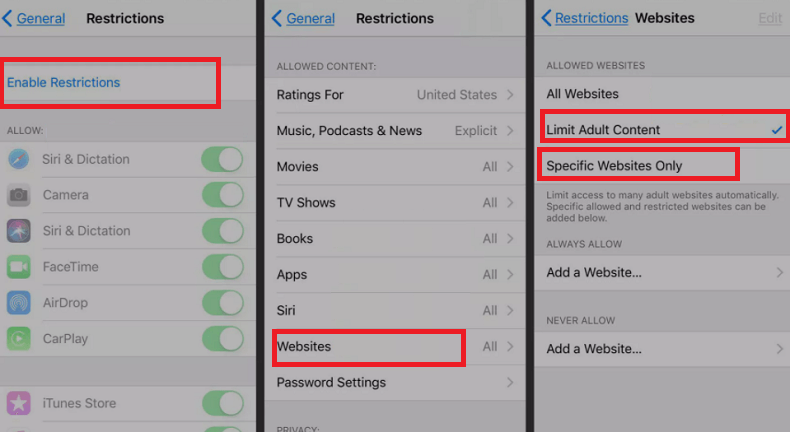 General
Restrictions
Enable Restrictions
ALLOW:
Siri & Dictation
Camera
Siri & Dictation
FaceTime
AirDrop
CarPlay
iTunes Store
General
Restrictions
ALLOWED CONTENT:
Ratings For United States
Music, Podcasts & News Explicit
Movies All
TV Shows All
Books All
Apps All
Siri
Websites All
Password Settings
PRIVACY:
Restrictions Websites Edit
ALLOWED WEBSITES
All Websites
Limit Adult Content
Specific Websites Only
Limit access to many adult websites automatically.
Specific allowed and restricted websites can be
added below.
ALWAYS ALLOW
Add a Website...
NEVER ALLOW
Add a Website...